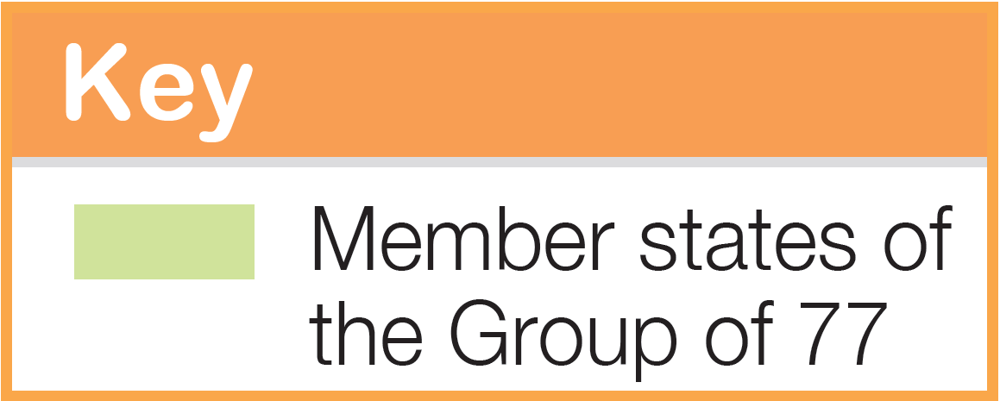 Key
Member states of
the Group of 77